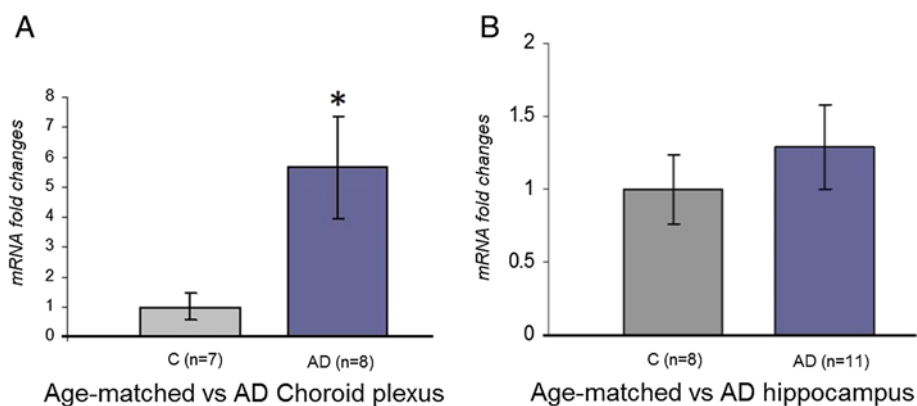 A
mRNA fold changes
8
7
6
5
4
3
2
1
0
*
C (n=7)
AD (n=8)
Age-matched vs AD Choroid plexus
B
mRNA fold changes
2
1.5
1
0.5
0
C (n=8)
AD (n=11)
Age-matched vs AD hippocampus